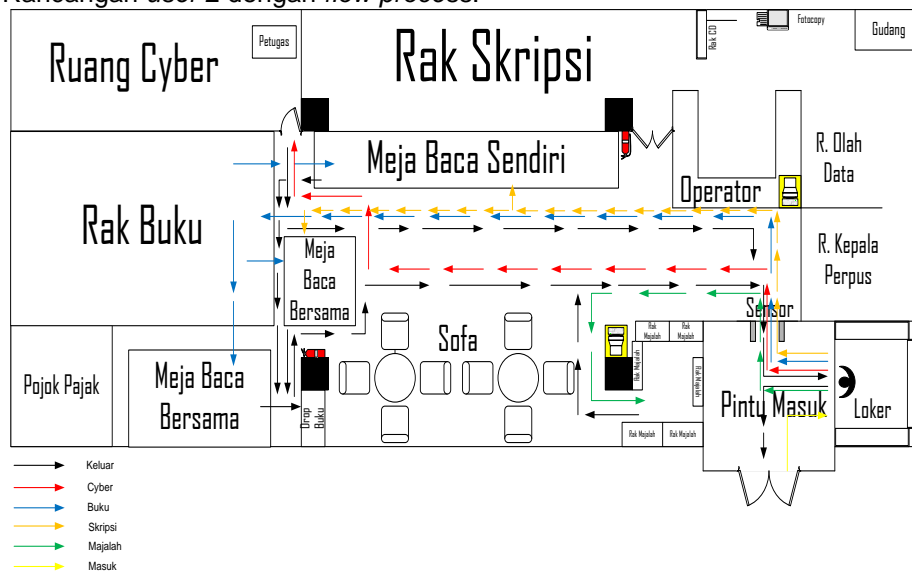 Rancangan user 2 dengan flow process.
Ruang Cyber
Petugas
Rak Skripsi
Rak CD
Fotocopy
Gudang
Meja Baca Sendiri
Operator
R. Olah
Data
Rak Buku
Meja
Baca
Bersama
R. Kepala
Perpus
Sensor
Sofa
Rak
Majalah
Rak
Majalah
Rak Majalah
Rak Majalah
Pojok Pajak
Meja Baca
Bersama
Drop
Buku
Rak Majalah
Rak Majalah
Pintu Masuk
Loker
Keluar
Cyber
Buku
Skripsi
Majalah
Masuk